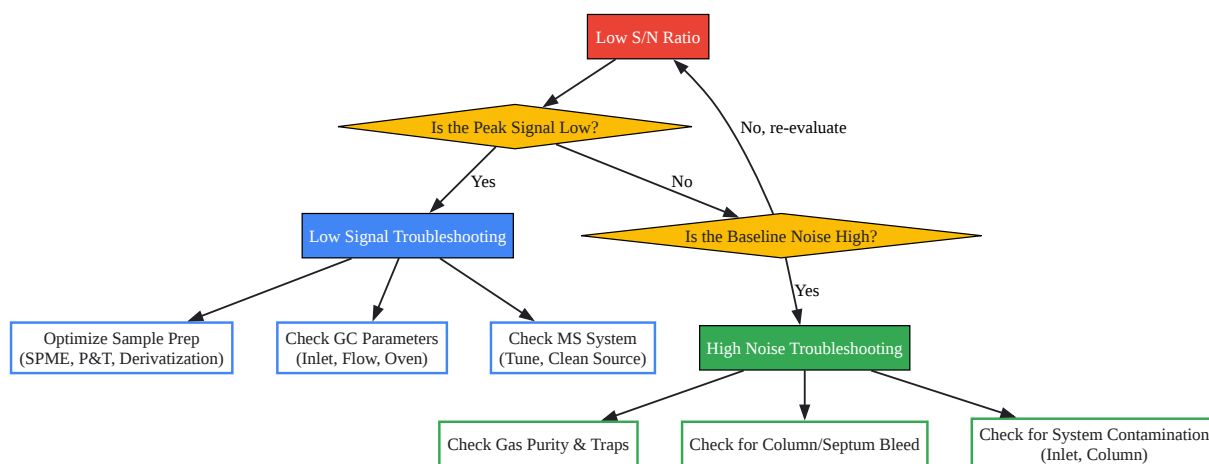 Low S/N Ratio
Is the Peak Signal Low?
No, re-evaluate
Yes
No
Low Signal Troubleshooting
Is the Baseline Noise High?
Yes
Optimize Sample Prep
(SPME, P&T, Derivatization)
Check GC Parameters
(Inlet, Flow, Oven)
Check MS System
(Tune, Clean Source)
High Noise Troubleshooting
Check Gas Purity & Traps
Check for Column/Septum Bleed
Check for System Contamination
(Inlet, Column)